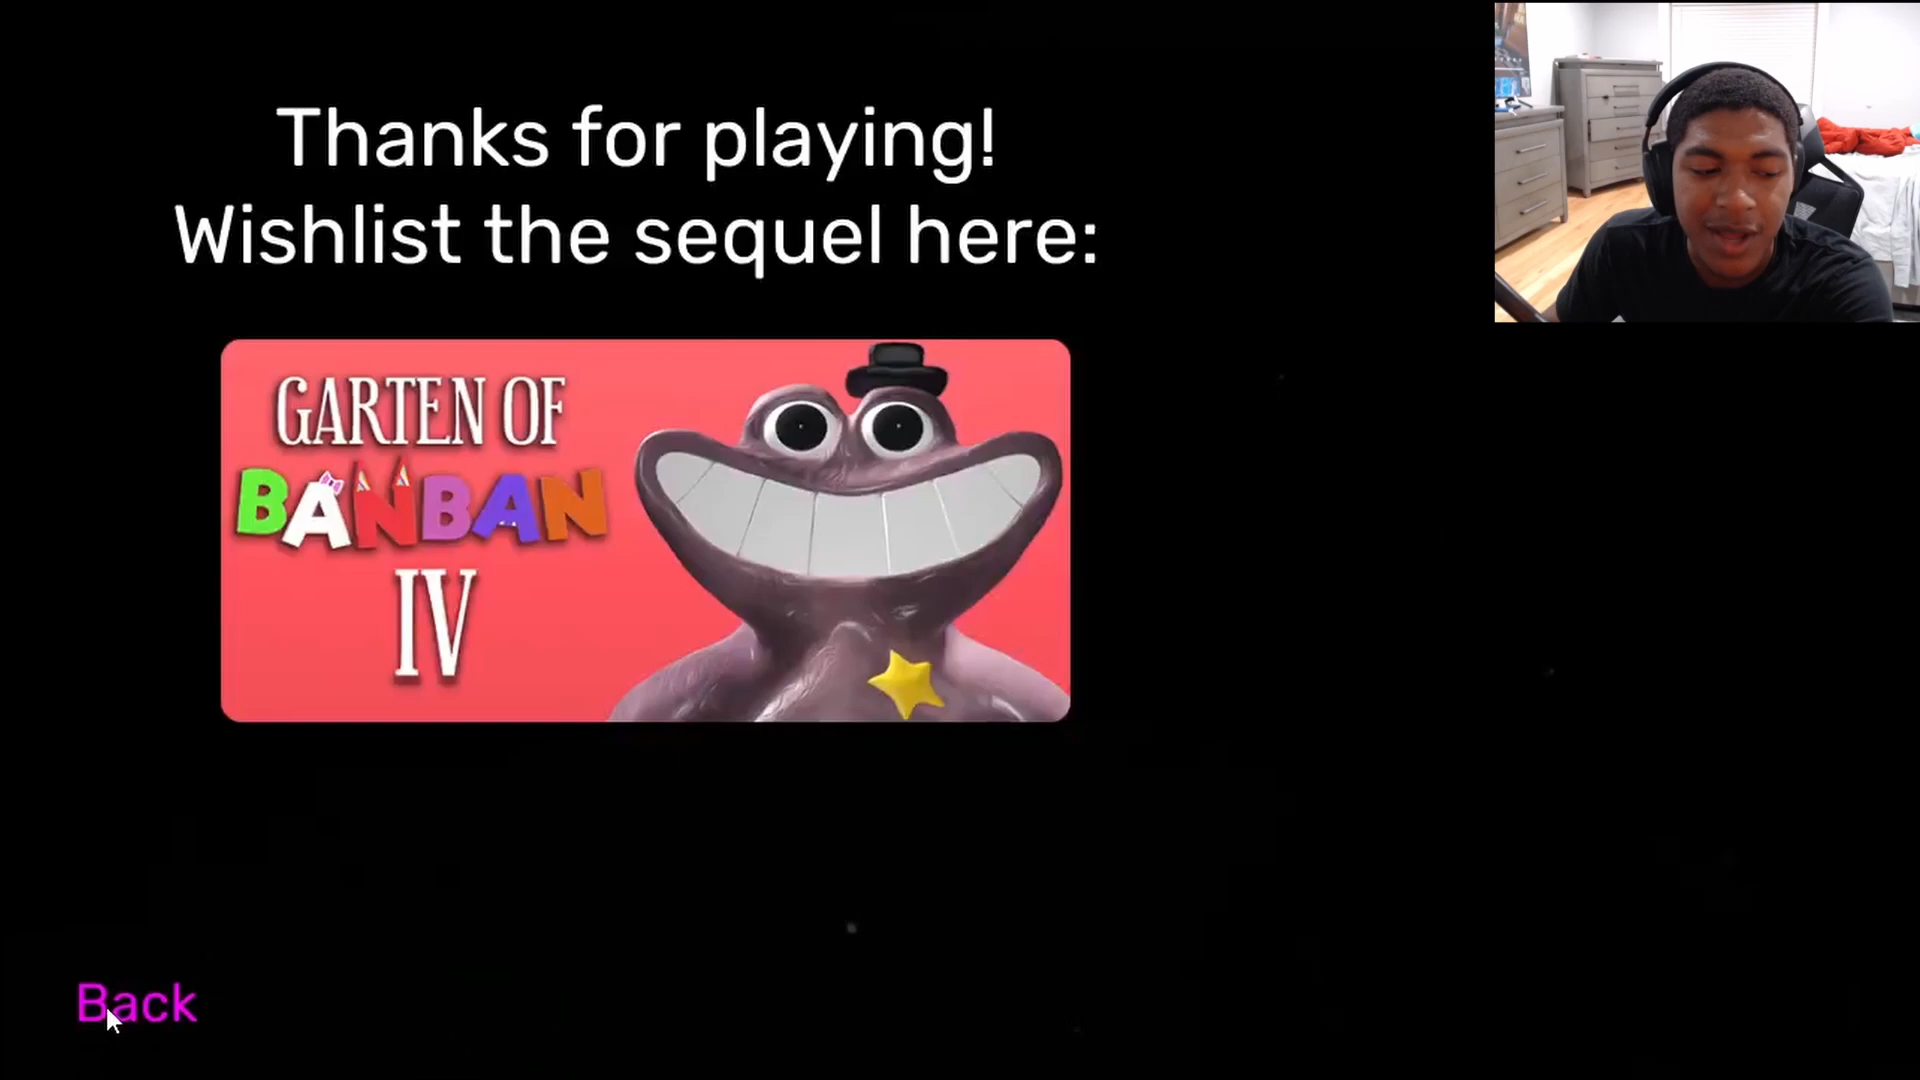 Thanks for playing!
Wishlist the sequel here:
GARTEN OF
BANBAN
IV
Back